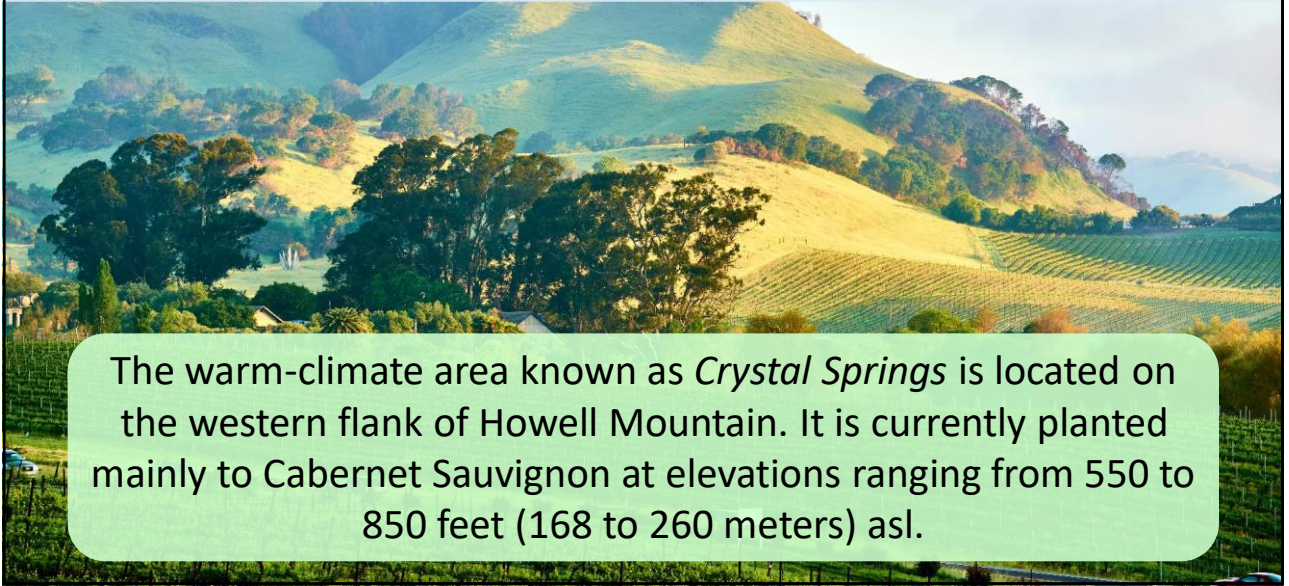 The warm-climate area known as Crystal Springs is located on
the western flank of Howell Mountain. It is currently planted
mainly to Cabernet Sauvignon at elevations ranging from 550 to
850 feet (168 to 260 meters) asl.